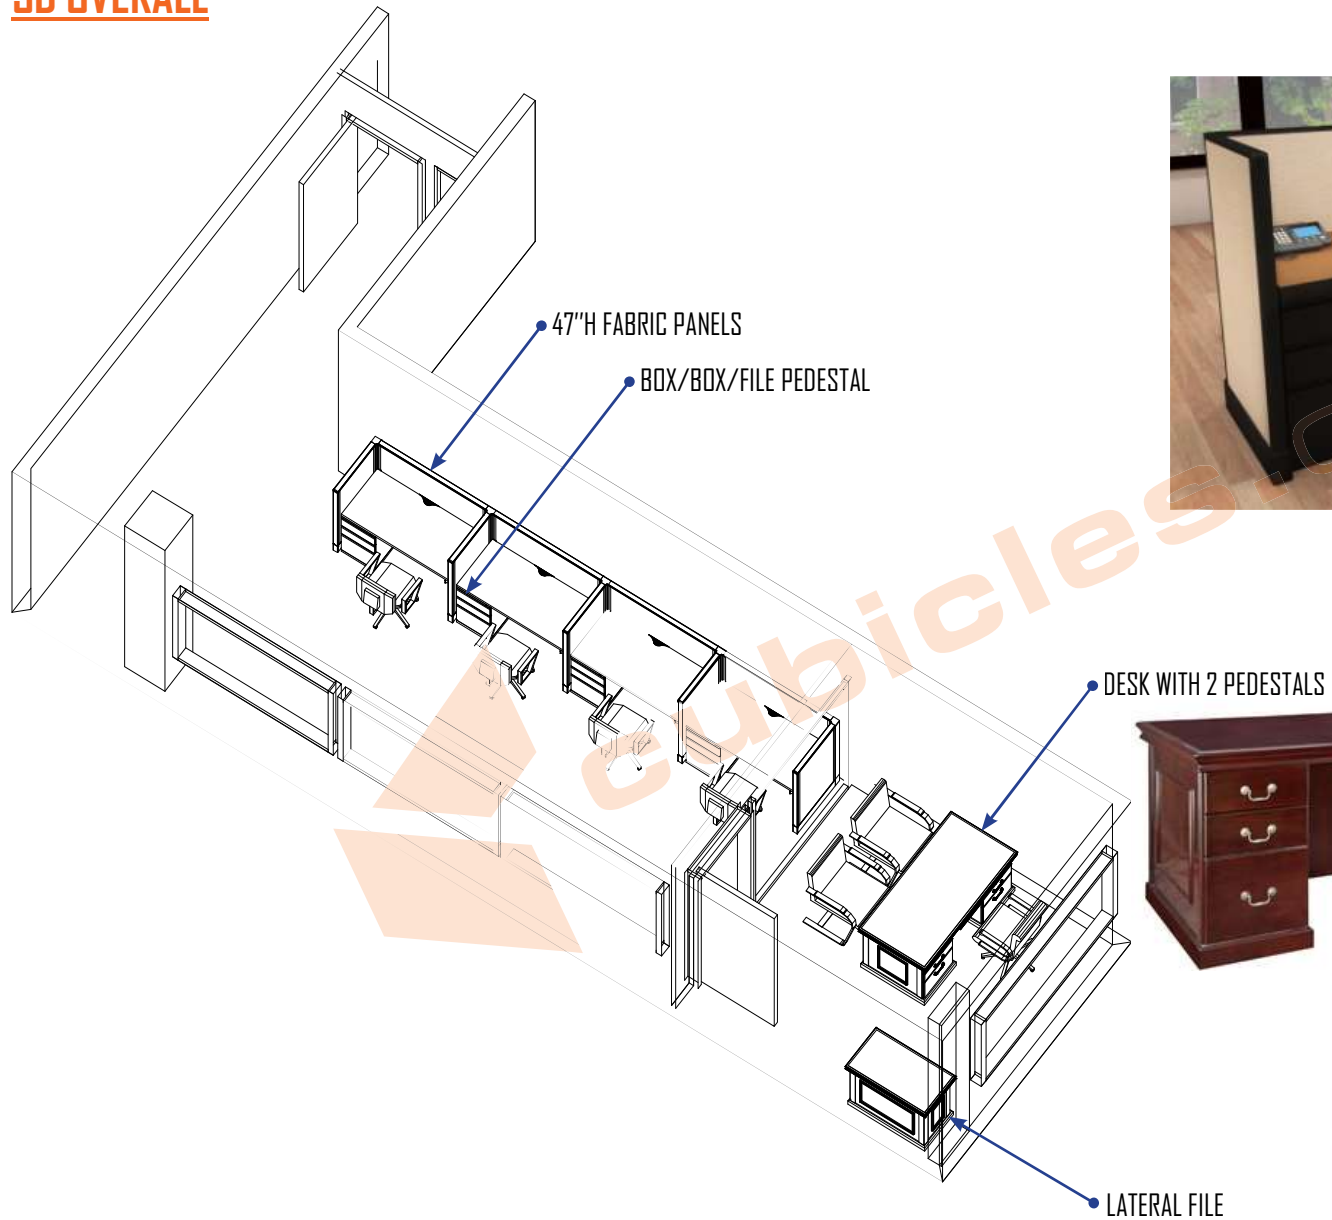 3D OVERALL
47"H FABRIC PANELS
BOX/BOX/FILE PEDESTAL
cubicles.c
DESK WITH 2 PEDESTALS
LATERAL FILE